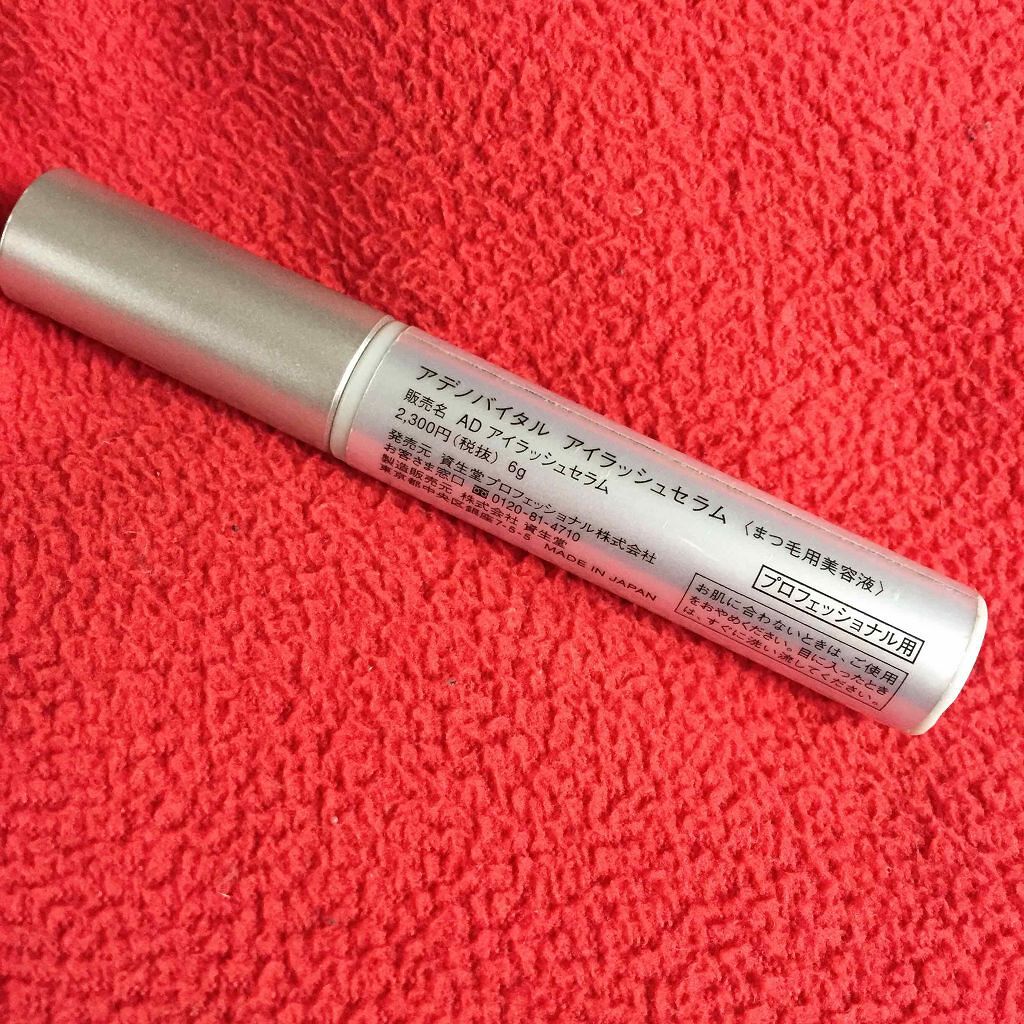 アデノバイタル アイラッシュセラム 〈まつ毛用美容液〉
販売名 AD アイラッシュセラム
2,300円(税抜) 6g
発売元 資生堂プロフェッショナル株式会社
お客さま窓口 0120-81-4710
製造販売元 株式会社 資生堂
東京都中央区銀座7-5-5 MADE IN JAPAN
プロフェッショナル用
お肌に合わないときは、ご使用
をおやめください。目に入ったとき
は、すぐに洗い流してください。